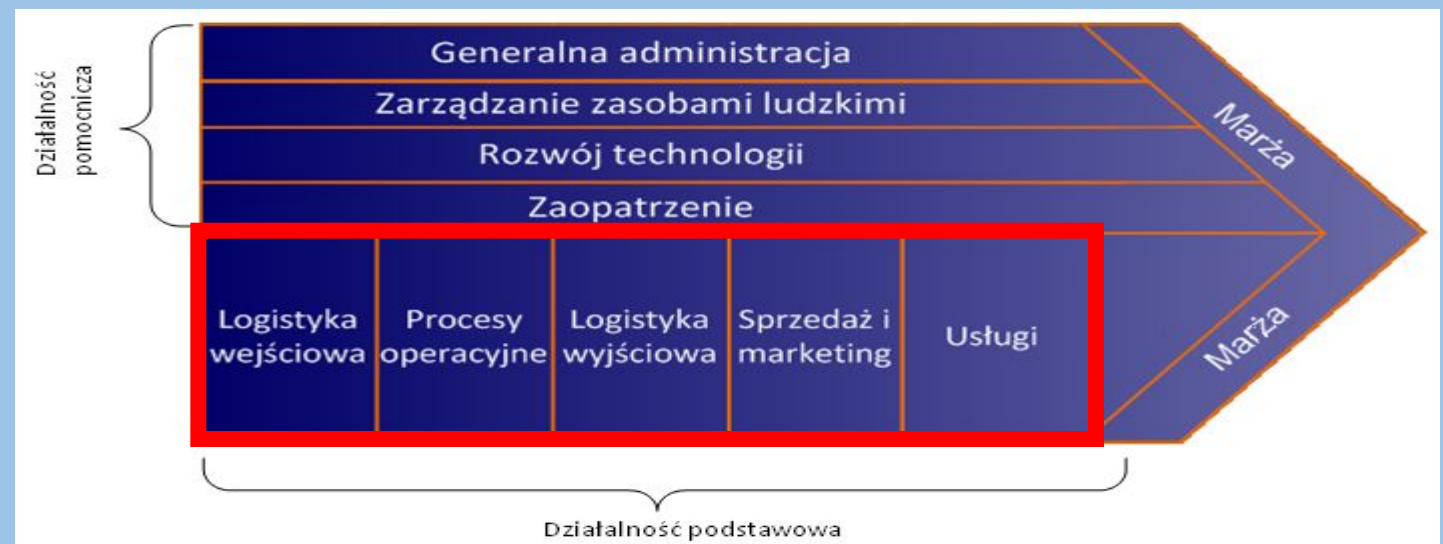 Działalność
pomocnicza
Generalna administracja
Zarządzanie zasobami ludzkimi
Rozwój technologii
Zaopatrzenie
Marża
Logistyka
wejściowa
Procesy
operacyjne
Logistyka
wyjściowa
Sprzedaż i
marketing
Usługi
Marża
Działalność podstawowa